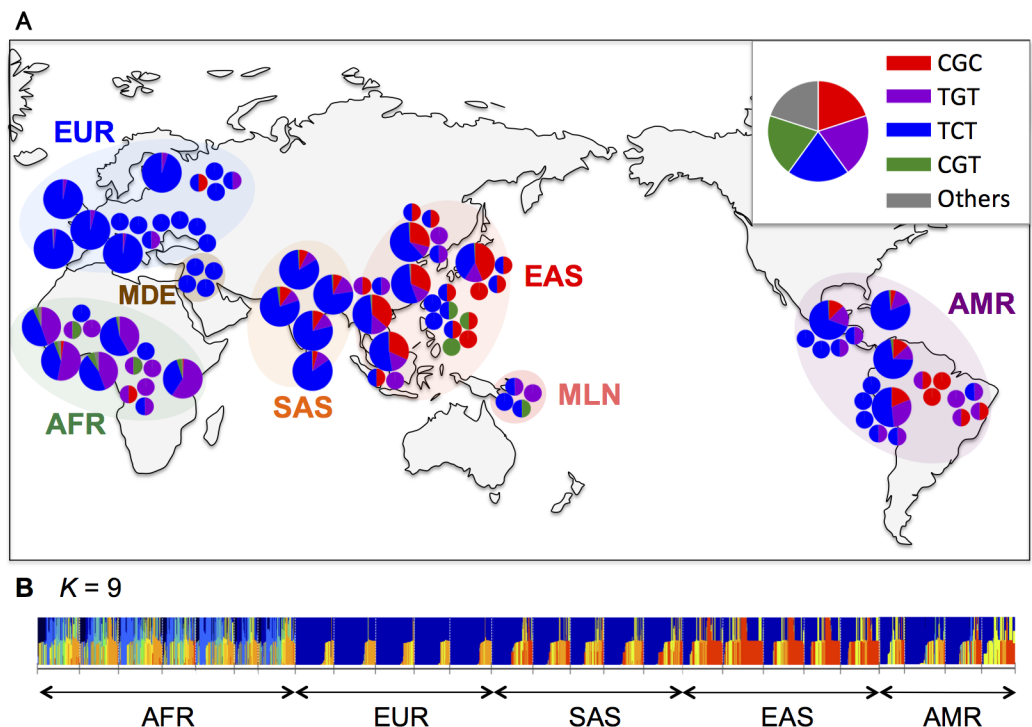 A
CGC
TGT
TCT
CGT
Others
EUR
MDE
AFR
SAS
EAS
MLN
AMR
B K = 9
AFR EUR SAS EAS AMR